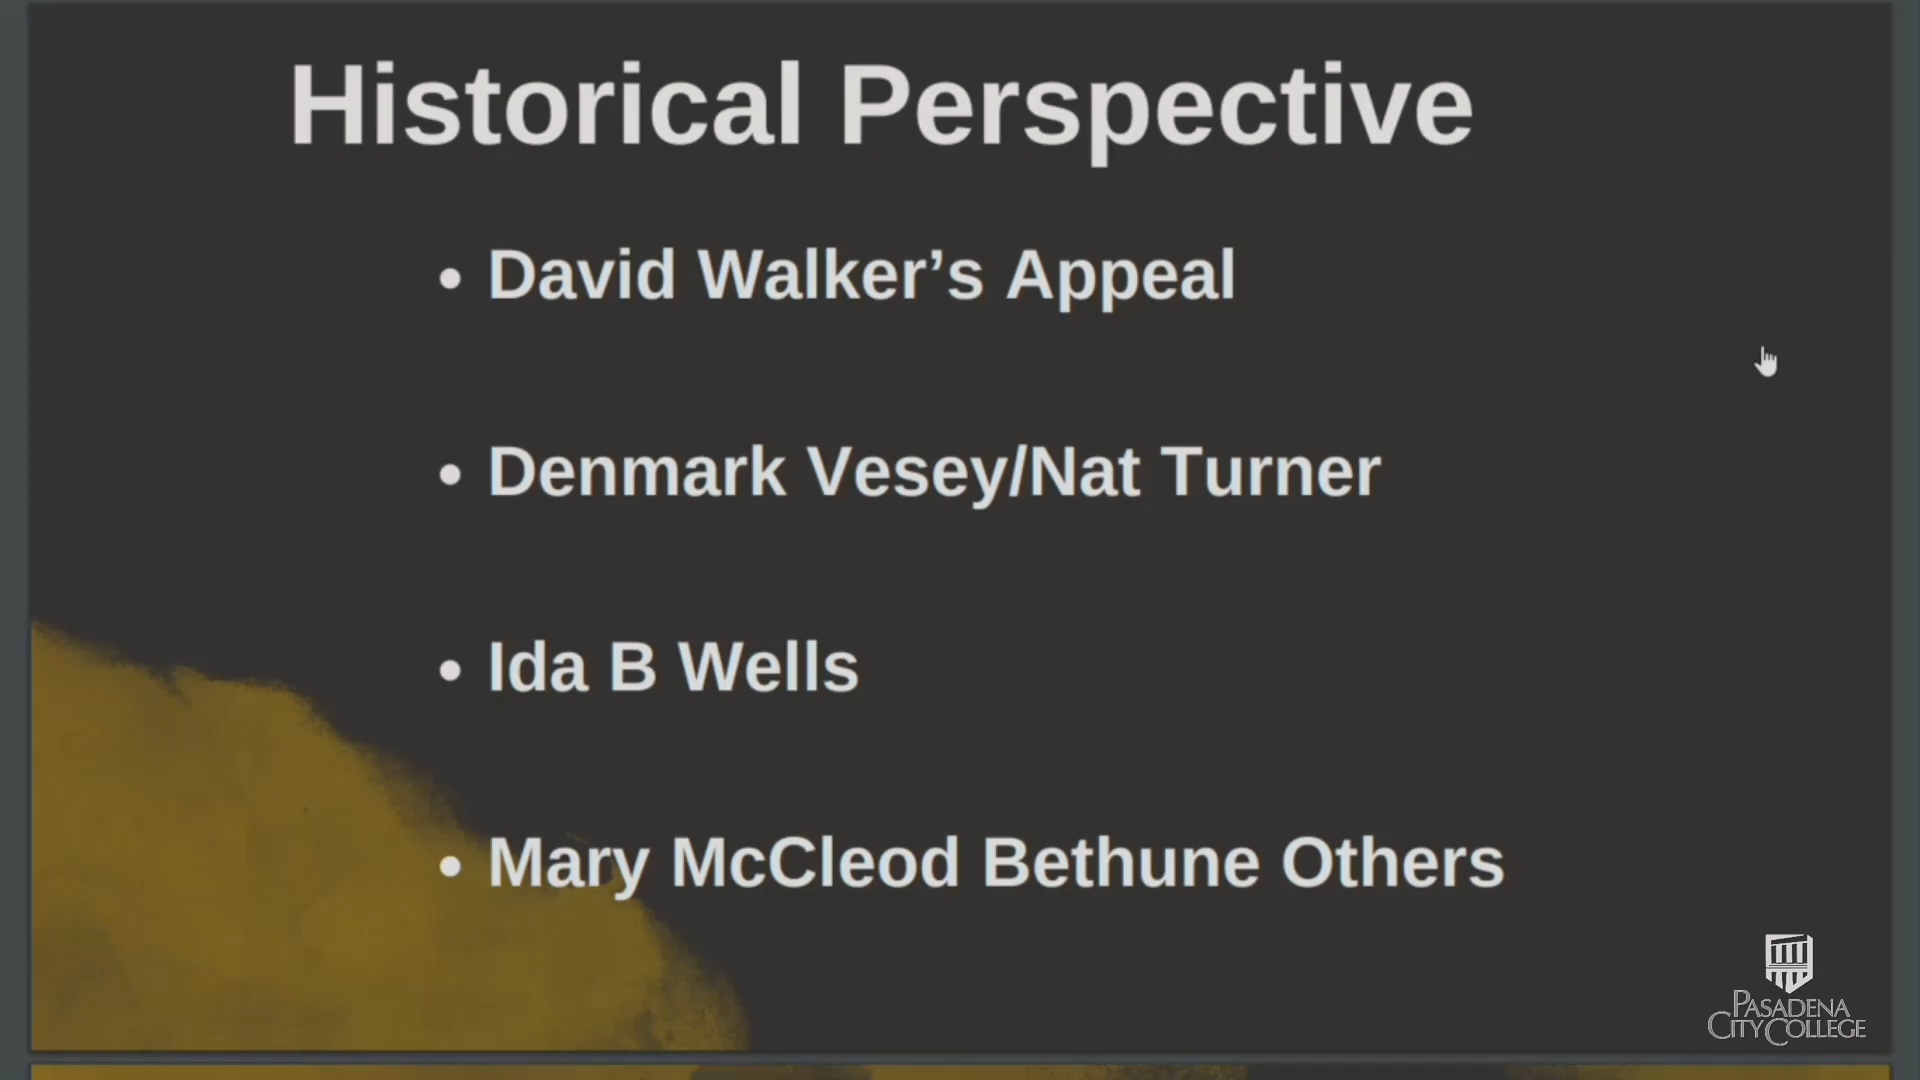 Historical Perspective
• David Walker’s Appeal
• Denmark Vesey/Nat Turner
• Ida B Wells
• Mary McCleod Bethune Others
PASADENA
CITY COLLEGE